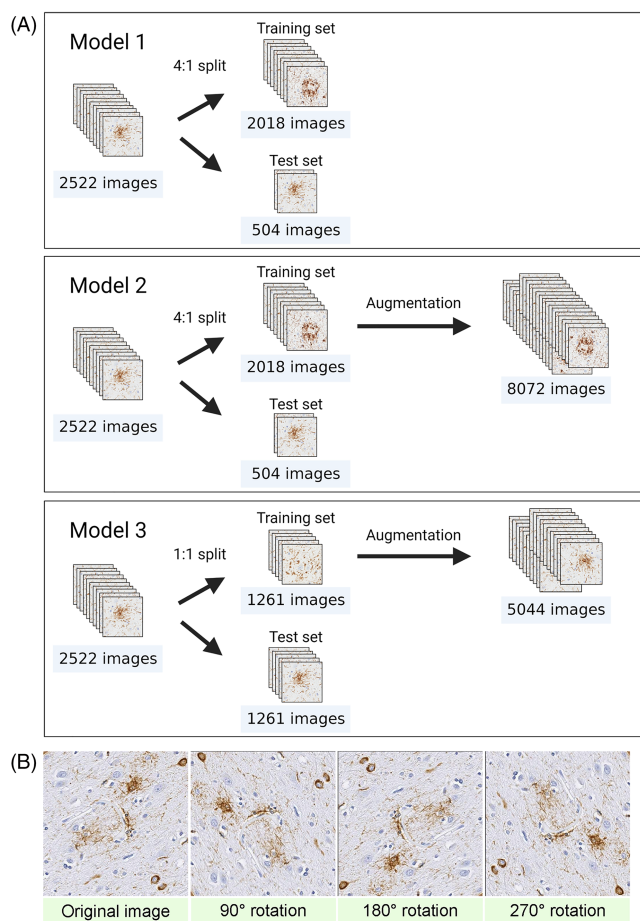 (A)
Model 1
4:1 split
Training set
2018 images
2522 images
Test set
504 images
Model 2
4:1 split
Training set
2018 images
Augmentation
8072 images
2522 images
Test set
504 images
Model 3
1:1 split
Training set
1261 images
Augmentation
5044 images
2522 images
Test set
1261 images
(B)
Original image
90° rotation
180° rotation
270° rotation